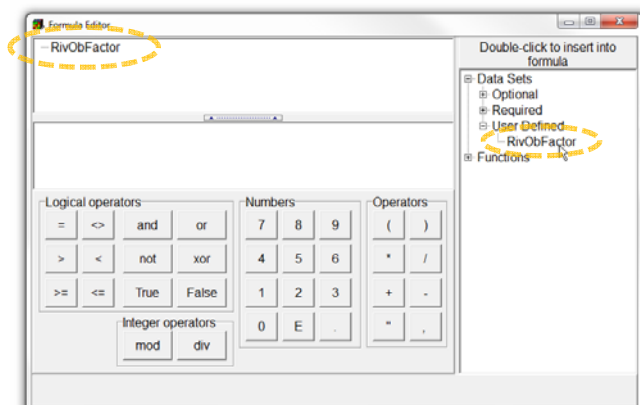 Formula Editor
RivObFactor
Double-click to insert into
formula
Data Sets
Optional
Required
User Defined
RivObFactor
Functions
Logical operators
Numbers
Operators
= <> and or
7 8 9
( )
> < not xor
4 5 6
* /
>= <= True False
1 2 3
+ -
Integer operators
mod div
0 E .
" ,